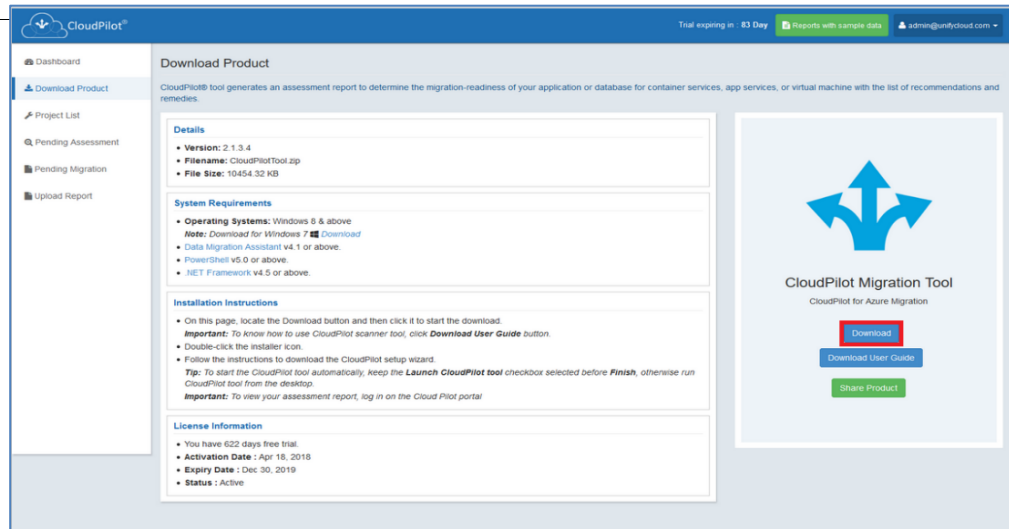 CloudPilot®
Trial expiring in : 83 Day
Reports with sample data
admin@unifycloud.com
Dashboard
Download Product
Project List
Pending Assessment
Pending Migration
Upload Report
Download Product
CloudPilot® tool generates an assessment report to determine the migration-readiness of your application or database for container services, app services, or virtual machine with the list of recommendations and
remedies.
Details
• Version: 2.1.3.4
• Filename: CloudPilotTool.zip
• File Size: 10454.32 KB
System Requirements
• Operating Systems: Windows 8 & above
Note: Download for Windows 7 Download
• Data Migration Assistant v4.1 or above.
• PowerShell v5.0 or above.
• .NET Framework v4.5 or above.
Installation Instructions
• On this page, locate the Download button and then click it to start the download.
Important: To know how to use CloudPilot scanner tool, click Download User Guide button.
• Double-click the installer icon.
• Follow the instructions to download the CloudPilot setup wizard.
Tip: To start the CloudPilot tool automatically, keep the Launch CloudPilot tool checkbox selected before Finish, otherwise run
CloudPilot tool from the desktop.
Important: To view your assessment report, log in on the Cloud Pilot portal
License Information
• You have 622 days free trial.
• Activation Date : Apr 18, 2018
• Expiry Date : Dec 30, 2019
• Status : Active
CloudPilot Migration Tool
CloudPilot for Azure Migration
Download
Download User Guide
Share Product